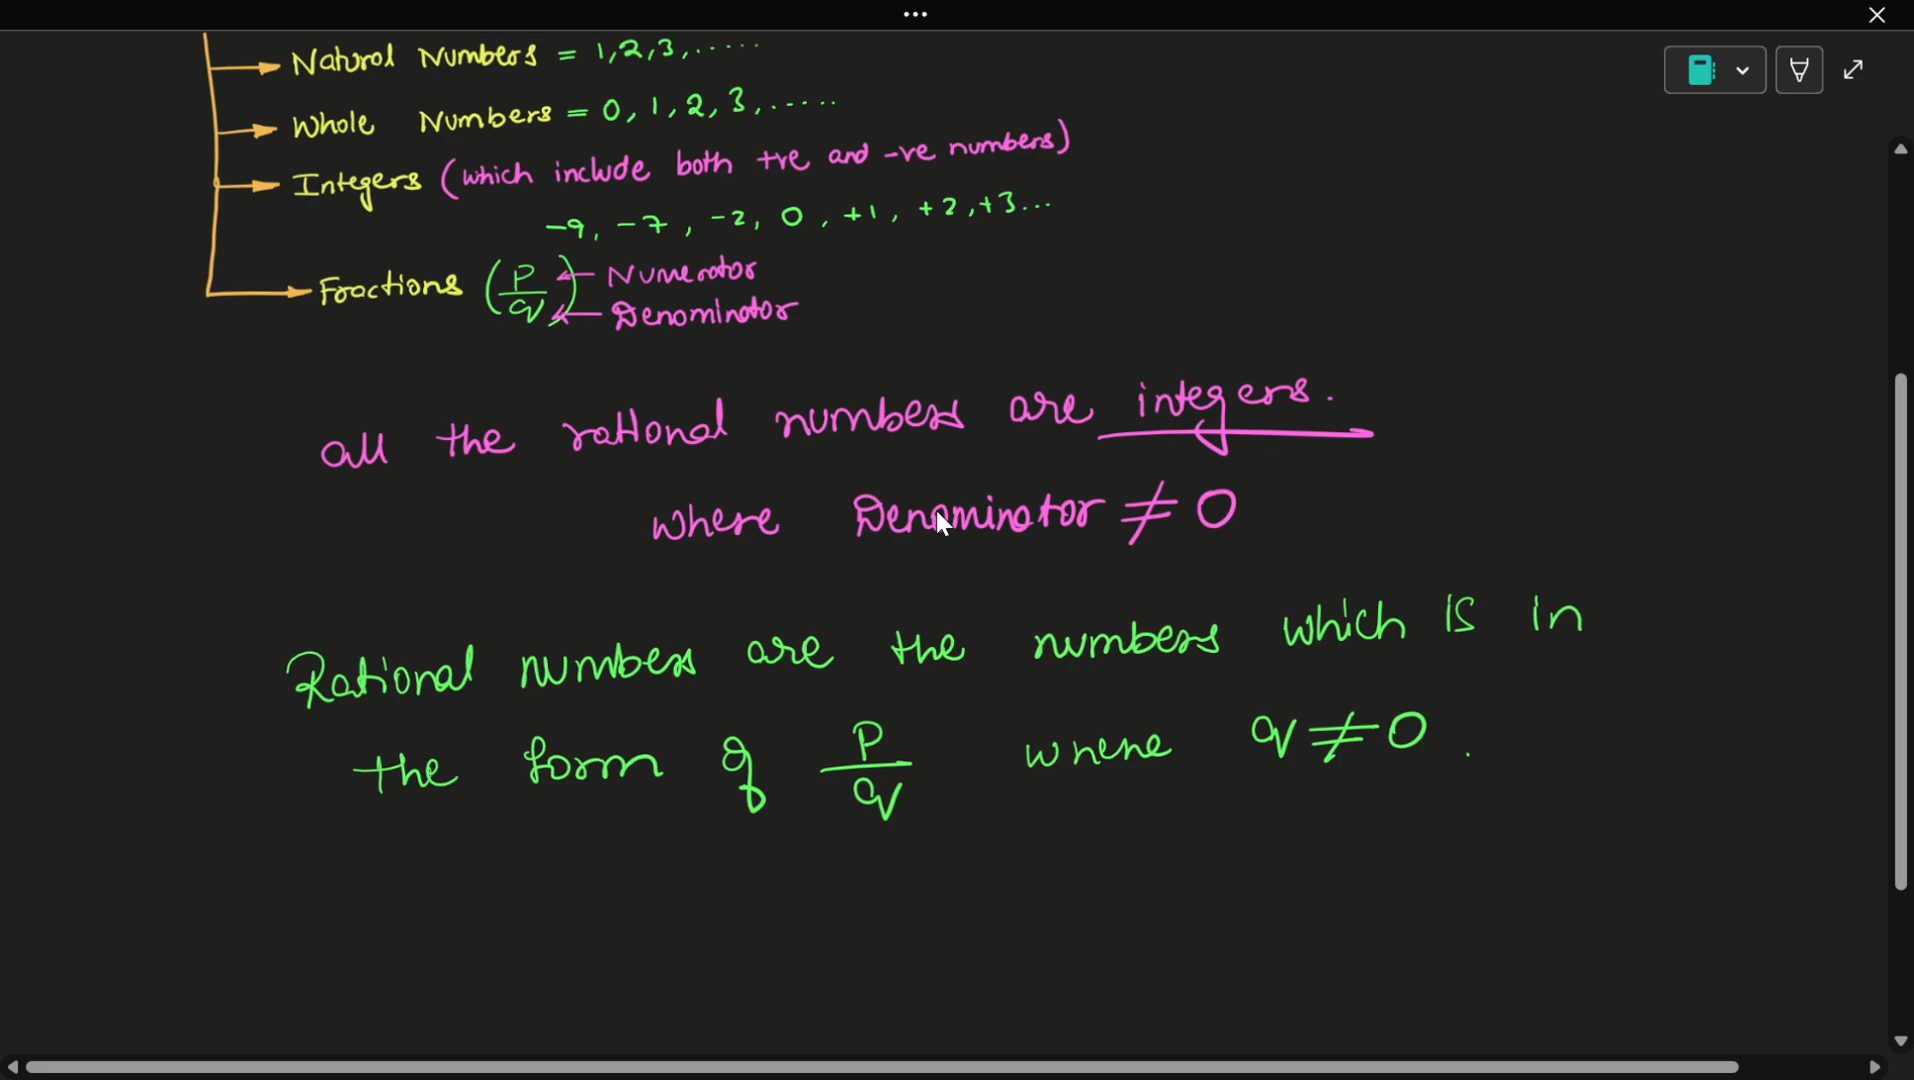 Natural Numbers = 1,2,3,.....
Whole Numbers = 0,1,2,3,.....
Integers (which include both +ve and -ve numbers)
-9, -7, -2, 0, +1, +2,+3...
Fractions (P/q) ← Numerator
← Denominator
all the rational numbers are integers.
where Denominator ≠ 0
Rational numbers are the numbers which is in
the form of P/q where q ≠ 0.